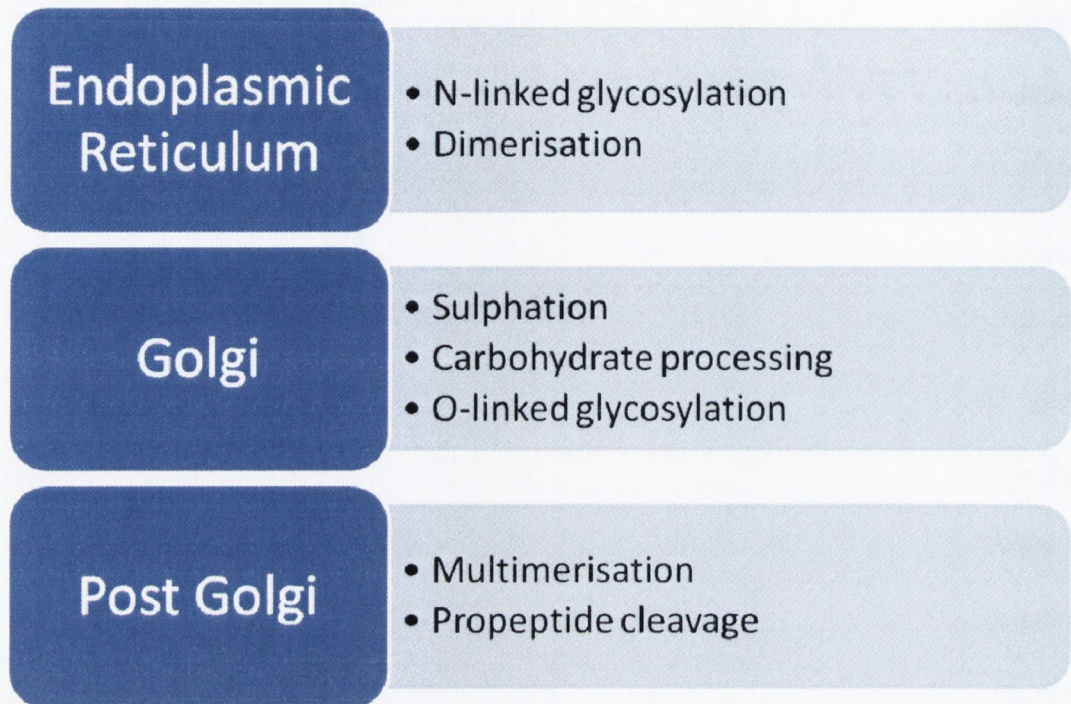 Endoplasmic
Reticulum
• N-linked glycosylation
• Dimerisation
Golgi
• Sulphation
• Carbohydrate processing
• O-linked glycosylation
Post Golgi
• Multimerisation
• Propeptide cleavage